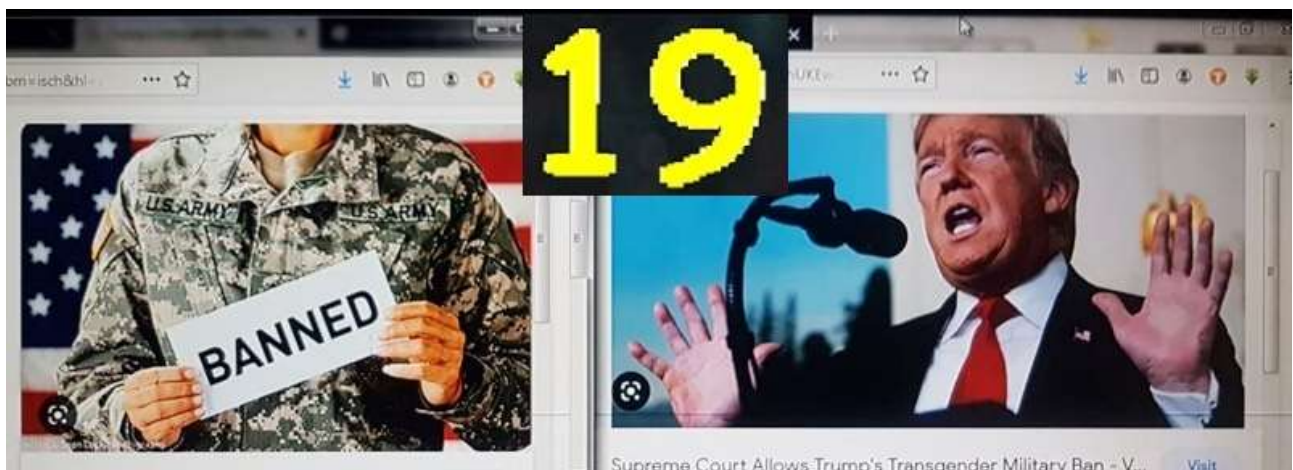 19
U.S. ARMY
U.S. ARMY
BANNED
Supreme Court Allows Trump's Transgender Military Ban - V...
Visit